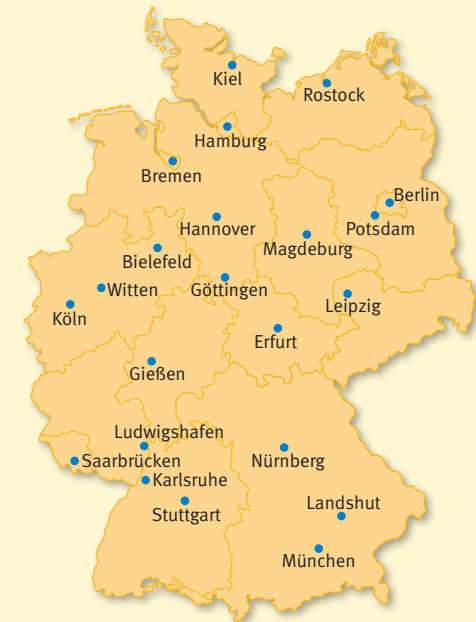 Kiel
Rostock
Hamburg
Bremen
Berlin
Hannover
Potsdam
Magdeburg
Bielefeld
Witten
Göttingen
Leipzig
Köln
Erfurt
Gießen
Ludwigshafen
Saarbrücken
Nürnberg
Karlsruhe
Landshut
Stuttgart
München